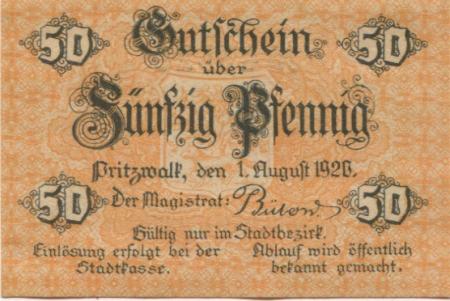 50 Gutschein 50
über
Fünfzig Pfennig
Pritzwalk, den 1. August 1920.
50 Der Magistrat: Bülow 50
Gültig nur im Stadtbezirk.
Einlösung erfolgt bei der Stadtkasse.
Ablauf wird öffentlich bekannt gemacht.